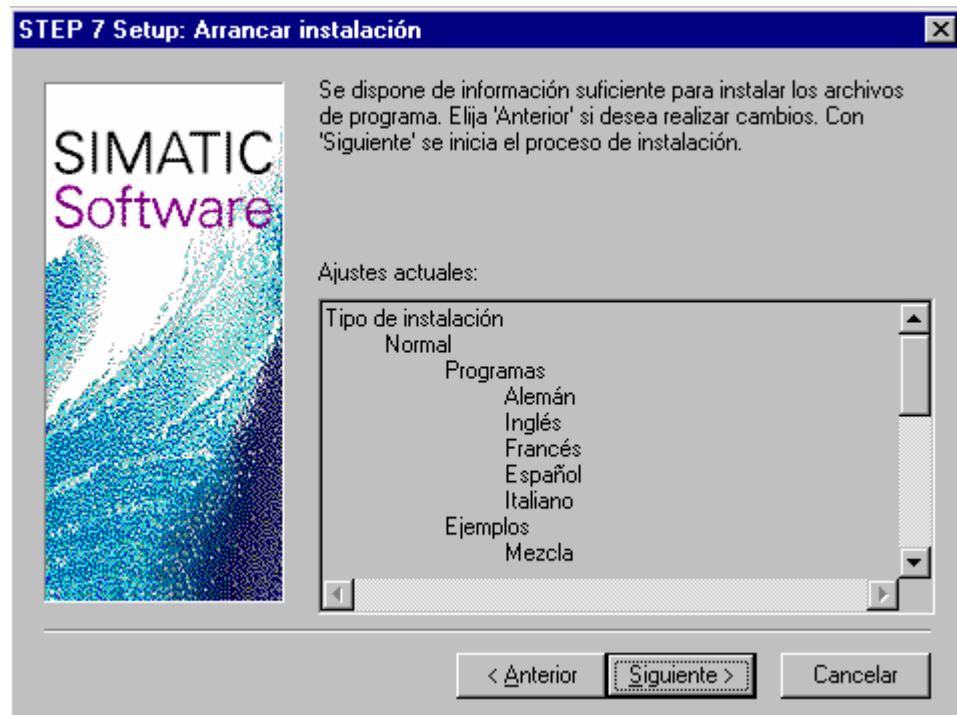 STEP 7 Setup: Arrancar instalación
SIMATIC
Software
Se dispone de información suficiente para instalar los archivos
de programa. Elija 'Anterior' si desea realizar cambios. Con
'Siguiente' se inicia el proceso de instalación.
Ajustes actuales:
Tipo de instalación
Normal
Programas
Alemán
Inglés
Francés
Español
Italiano
Ejemplos
Mezcla
< Anterior
Siguiente >
Cancelar